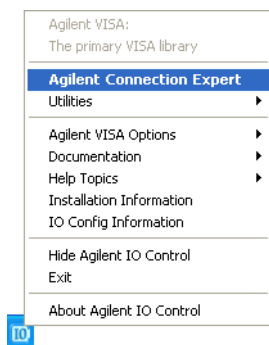 Agilent VISA:
The primary VISA library
Agilent Connection Expert
Utilities
Agilent VISA Options
Documentation
Help Topics
Installation Information
IO Config Information
Hide Agilent IO Control
Exit
About Agilent IO Control
IO